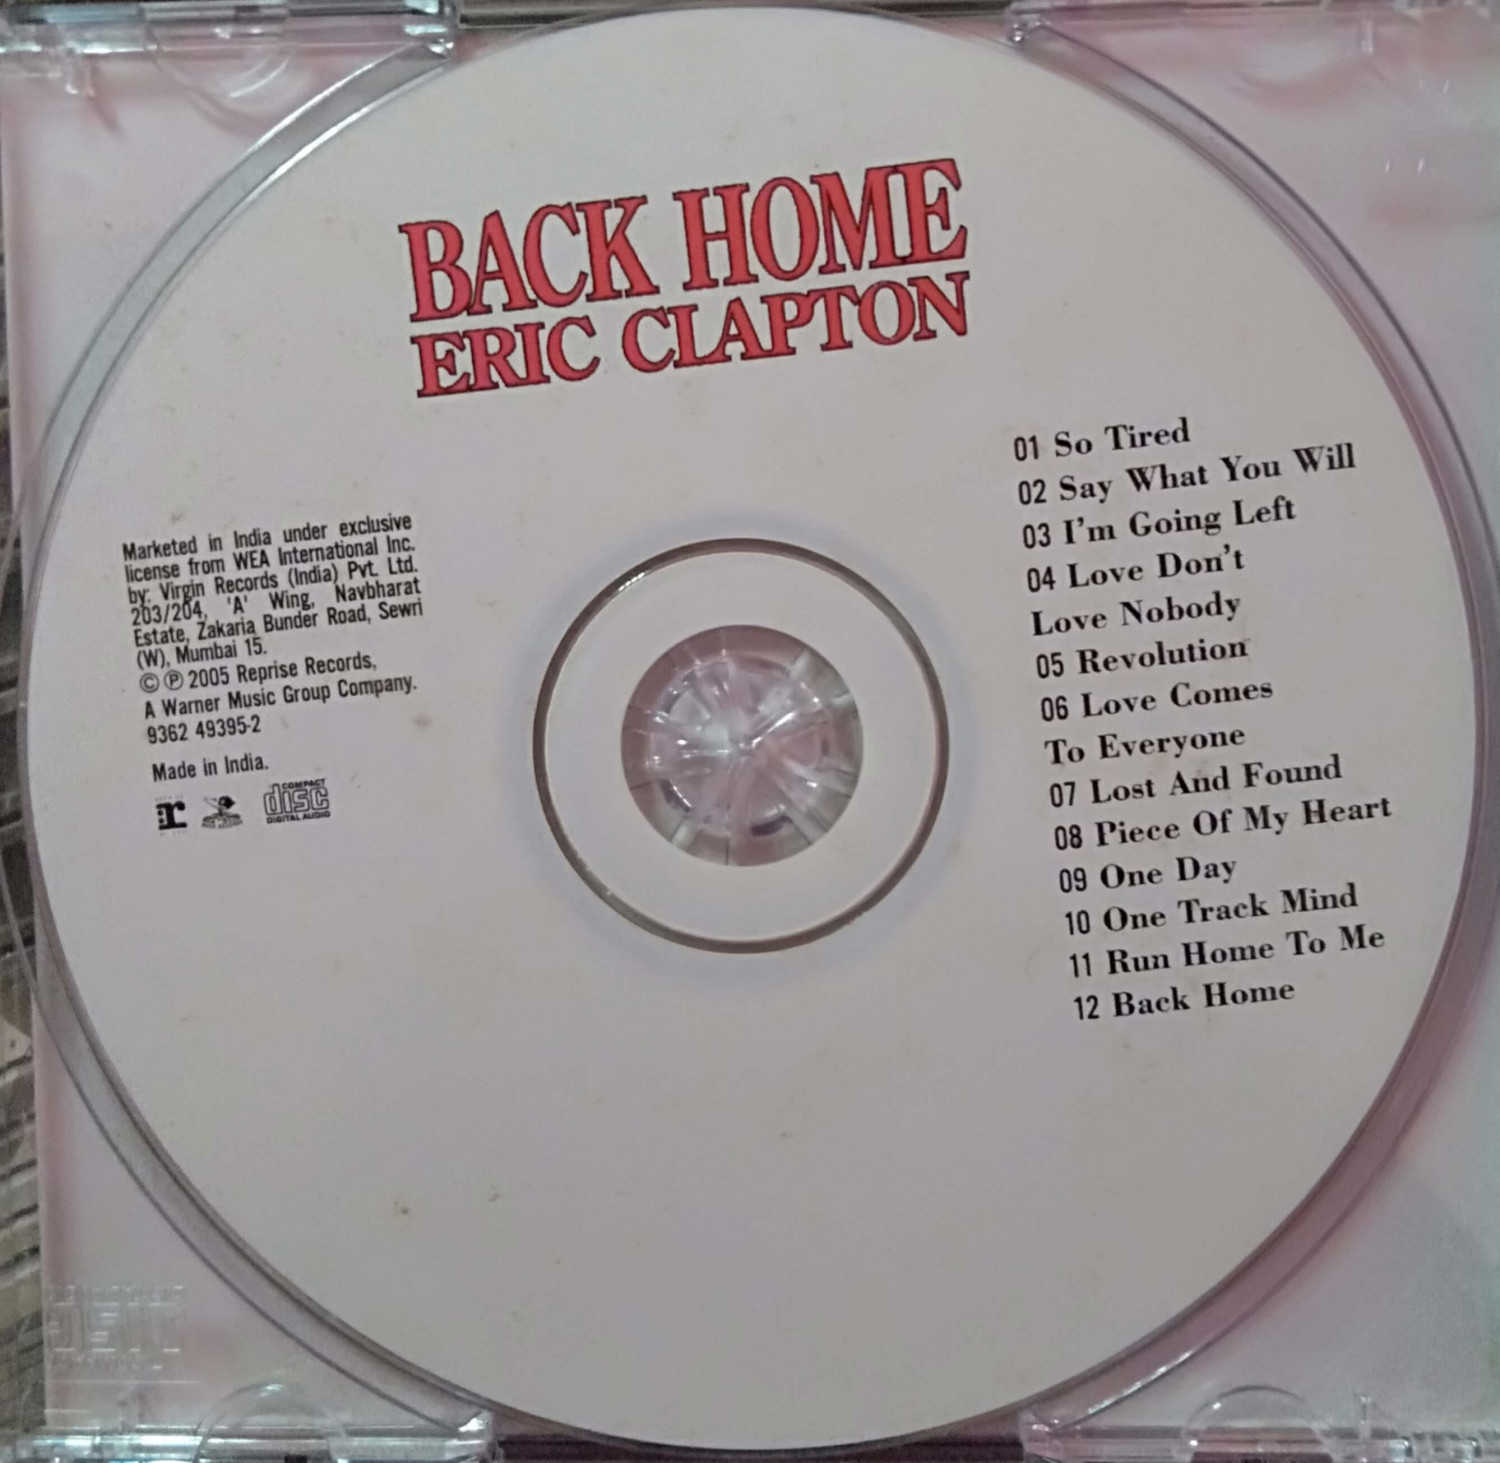 BACK HOME
ERIC CLAPTON
Marketed in India under exclusive
license from WEA International Inc.
by: Virgin Records (India) Pvt. Ltd.
203/204, 'A' Wing, Navbharat
Estate, Zakaria Bunder Road, Sewri
(W), Mumbai 15.
© ℗ 2005 Reprise Records,
A Warner Music Group Company.
9362 49395-2
Made in India.
r
COMPACT
disc
DIGITAL AUDIO
01 So Tired
02 Say What You Will
03 I'm Going Left
04 Love Don't
Love Nobody
05 Revolution
06 Love Comes
To Everyone
07 Lost And Found
08 Piece Of My Heart
09 One Day
10 One Track Mind
11 Run Home To Me
12 Back Home